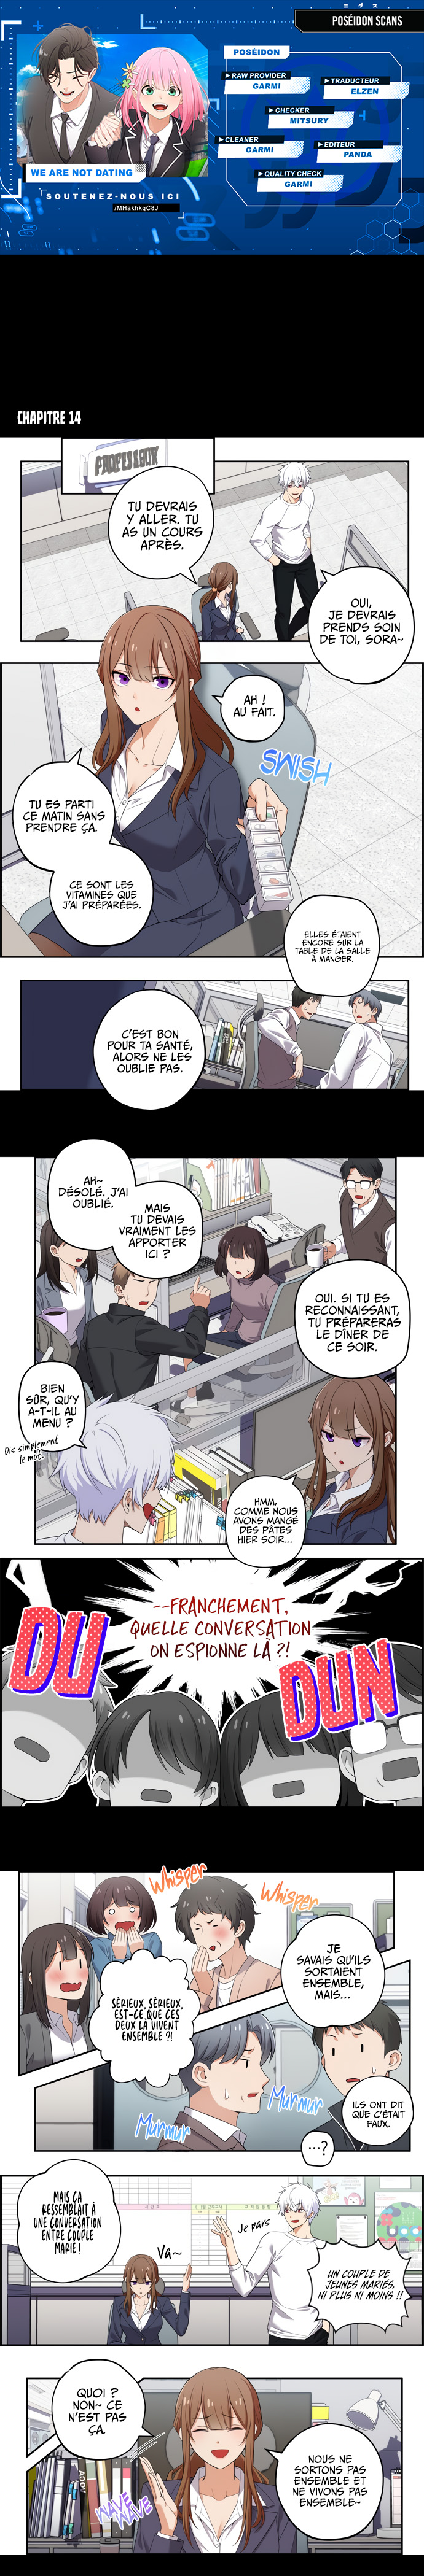 POSÉIDON SCANS
POSÉIDON
▶RAW PROVIDER
GARMI
▶TRADUCTEUR
ELZEN
▶CHECKER
MITSURY
▶CLEANER
GARMI
▶EDITEUR
PANDA
▶QUALITY CHECK
GARMI
WE ARE NOT DATING
SOUTENEZ-NOUS ICI
/MHakhkqC8J
CHAPITRE 14
TU DEVRAIS
Y ALLER. TU
AS UN COURS
APRÈS.
OUI,
JE DEVRAIS
PRENDS SOIN
DE TOI, SORA~
AH !
AU FAIT.
SWISH
TU ES PARTI
CE MATIN SANS
PRENDRE ÇA.
CE SONT LES
VITAMINES QUE
J'AI PRÉPARÉES.
ELLES ÉTAIENT
ENCORE SUR LA
TABLE DE LA SALLE
À MANGER.
C'EST BON
POUR TA SANTÉ,
ALORS NE LES
OUBLIE PAS.
AH~
DÉSOLÉ. J'AI
OUBLIÉ.
MAIS
TU DEVAIS
VRAIMENT LES
APPORTER
ICI ?
OUI. SI TU ES
RECONNAISSANT,
TU PRÉPARERAS
LE DÎNER DE
CE SOIR.
BIEN
SÛR, QU'Y
A-T-IL AU
MENU ?
Dis simplement
le mot.
HMM,
COMME NOUS
AVONS MANGÉ
DES PÂTES
HIER SOIR...
--FRANCHEMENT,
QUELLE CONVERSATION
ON ESPIONNE LÀ ?!
DU
DUN
Whisper
Whisper
JE
SAVAIS QU'ILS
SORTAIENT
ENSEMBLE,
MAIS...
SÉRIEUX, SÉRIEUX,
EST-CE QUE CES
DEUX LÀ VIVENT
ENSEMBLE ?!
ILS ONT DIT
QUE C'ÉTAIT
FAUX.
Murmur
Murmur
...?
MAIS ÇA
RESSEMBLAIT À
UNE CONVERSATION
ENTRE COUPLE
MARIÉ !
Je pars
Va~
UN COUPLE DE
JEUNES MARIÉS,
NI PLUS NI MOINS !!
QUOI ?
NON~ CE
N'EST PAS
ÇA.
WAVE
WAVE
NOUS NE
SORTONS PAS
ENSEMBLE ET
NE VIVONS PAS
ENSEMBLE~